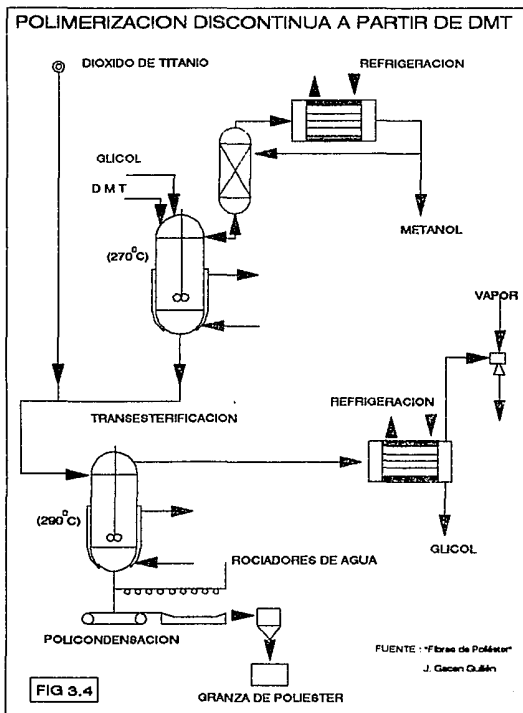 POLIMERIZACION DISCONTINUA A PARTIR DE DMT
DIOXIDO DE TITANIO
REFRIGERACION
GLICOL
D M T
METANOL
(270°C)
VAPOR
TRANSESTERIFICACION
REFRIGERACION
(290°C)
GLICOL
ROCIADORES DE AGUA
POLICONDENSACION
FUENTE : "Fibras de Poliéster"
J. Gacen Guillén
FIG 3.4
GRANZA DE POLIESTER